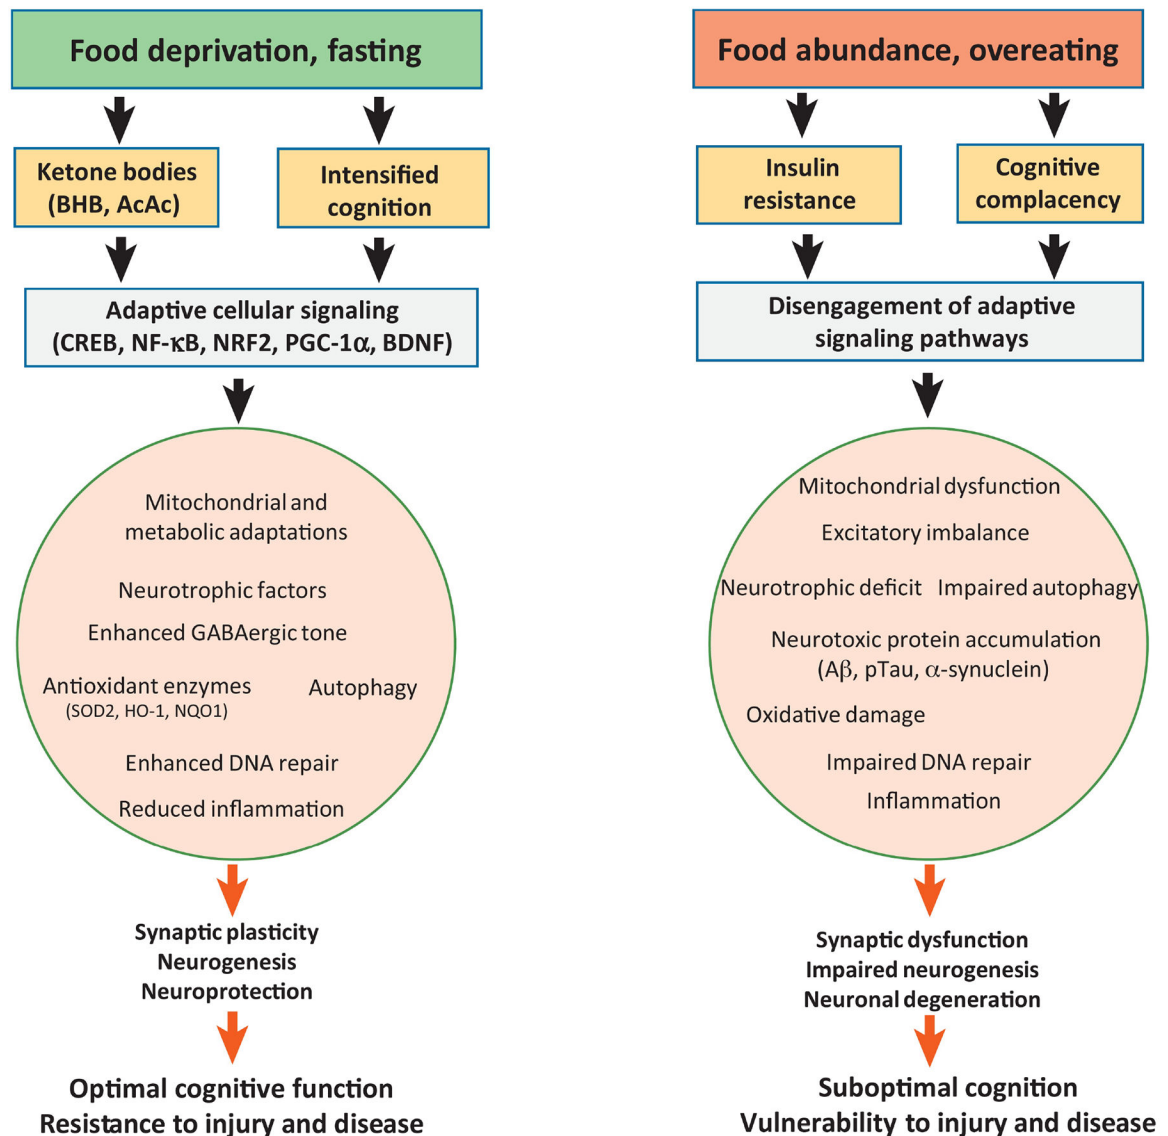 Food deprivation, fasting
Ketone bodies
(BHB, AcAc)
Intensified
cognition
Adaptive cellular signaling
(CREB, NF-κB, NRF2, PGC-1α, BDNF)
Mitochondrial and
metabolic adaptations
Neurotrophic factors
Enhanced GABAergic tone
Antioxidant enzymes
(SOD2, HO-1, NQO1)
Autophagy
Enhanced DNA repair
Reduced inflammation
Synaptic plasticity
Neurogenesis
Neuroprotection
Optimal cognitive function
Resistance to injury and disease
Food abundance, overeating
Insulin
resistance
Cognitive
complacency
Disengagement of adaptive
signaling pathways
Mitochondrial dysfunction
Excitatory imbalance
Neurotrophic deficit
Impaired autophagy
Neurotoxic protein accumulation
(Aβ, pTau, α-synuclein)
Oxidative damage
Impaired DNA repair
Inflammation
Synaptic dysfunction
Impaired neurogenesis
Neuronal degeneration
Suboptimal cognition
Vulnerability to injury and disease